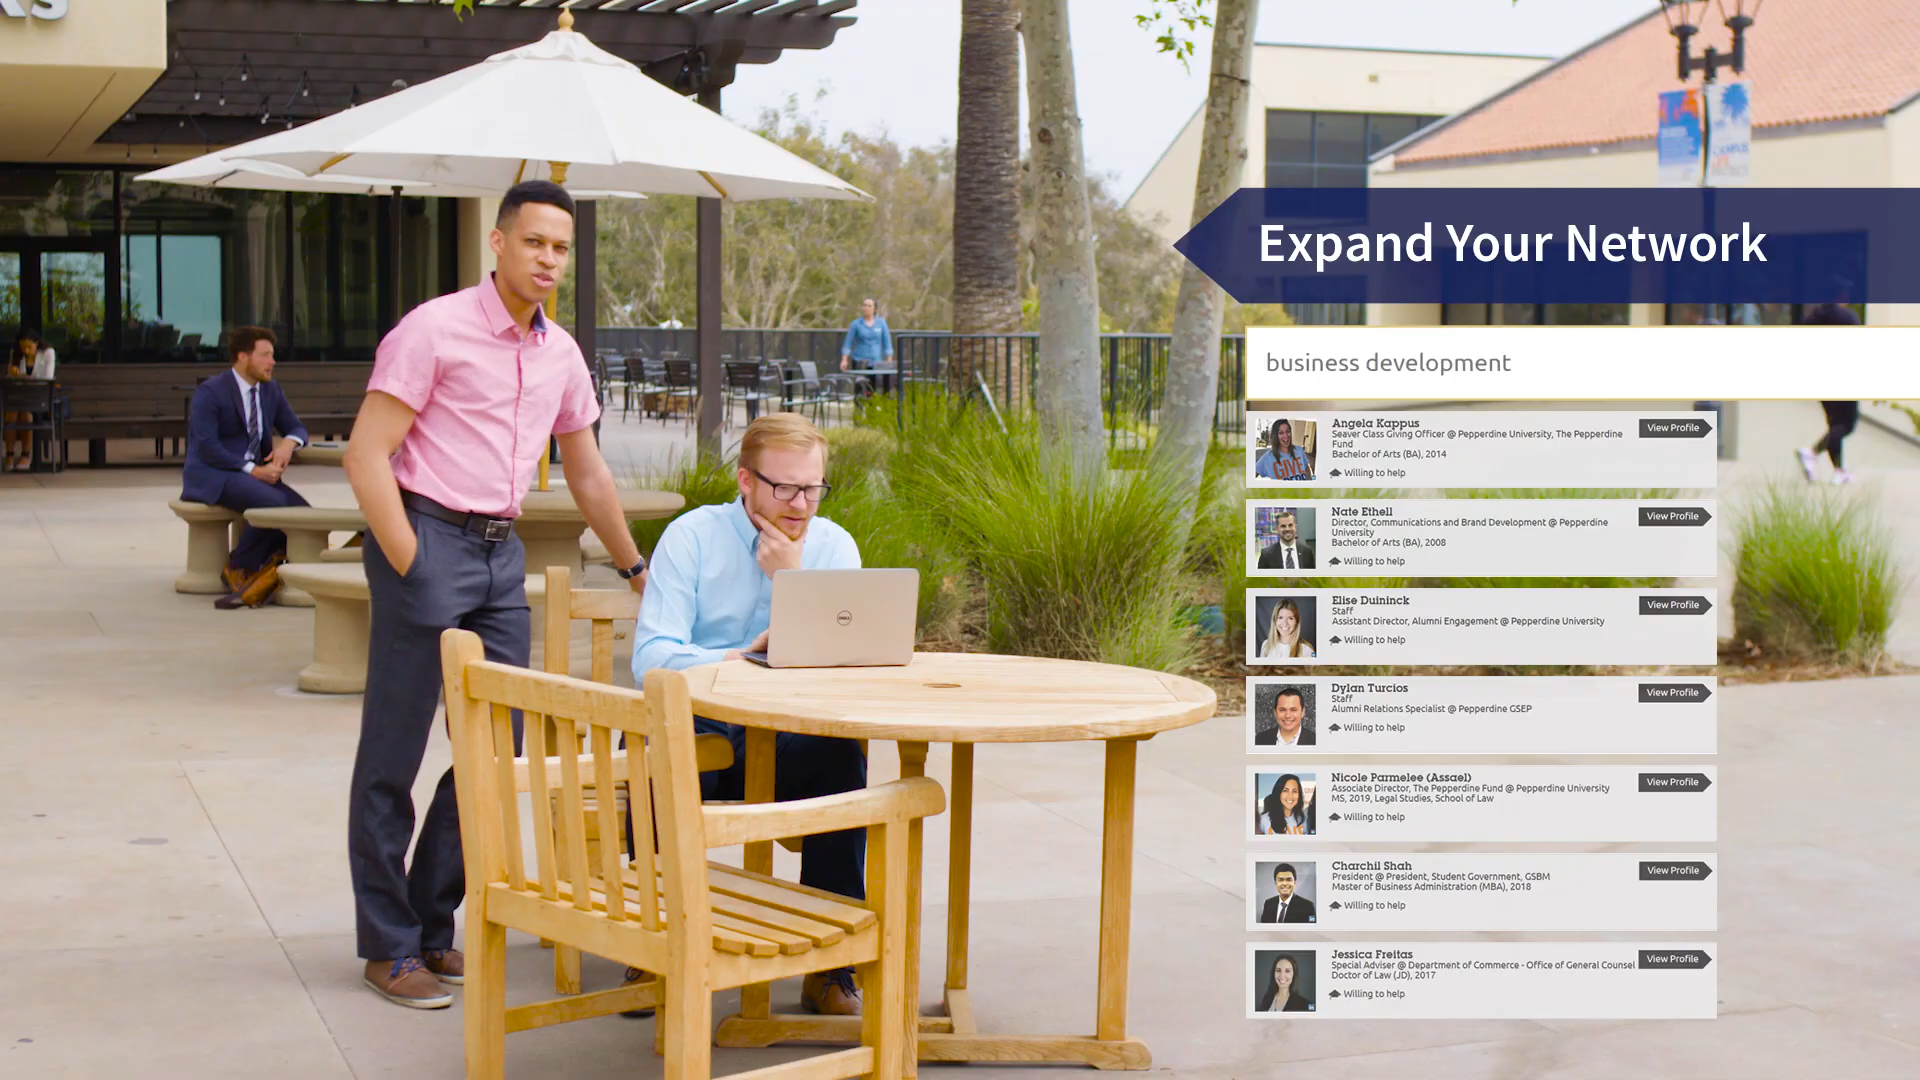 KS
Expand Your Network
business development
Angela Kappus
Seaver Class Giving Officer @ Pepperdine University, The Pepperdine
Fund
Bachelor of Arts (BA), 2014
Willing to help
View Profile
Nate Ethell
Director, Communications and Brand Development @ Pepperdine
University
Bachelor of Arts (BA), 2008
Willing to help
View Profile
Elise Duininck
Staff
Assistant Director, Alumni Engagement @ Pepperdine University
Willing to help
View Profile
Dylan Turcios
Staff
Alumni Relations Specialist @ Pepperdine GSEP
Willing to help
View Profile
Nicole Parmelee (Assael)
Associate Director, The Pepperdine Fund @ Pepperdine University
MS, 2019, Legal Studies, School of Law
Willing to help
View Profile
Charchil Shah
President @ President, Student Government, GSBM
Master of Business Administration (MBA), 2018
Willing to help
View Profile
Jessica Freitas
Special Adviser @ Department of Commerce - Office of General Counsel
Doctor of Law (JD), 2017
Willing to help
View Profile
GIVE
DELL